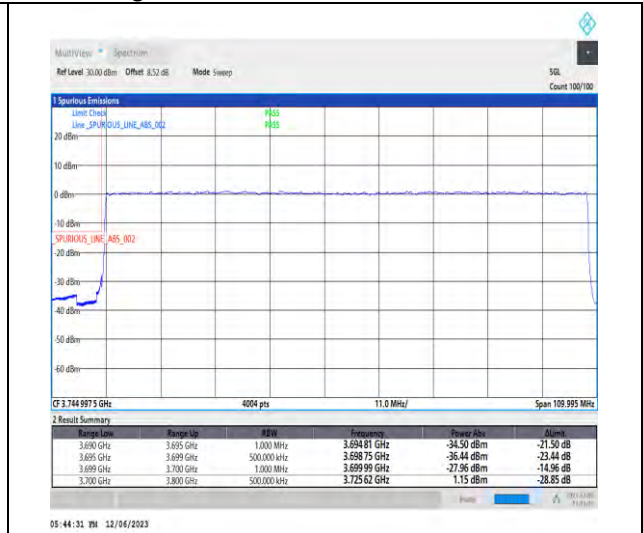 MultiView Spectrum
Ref Level 30.00 dBm Offset 8.52 dB Mode Sweep SGL
Count 100/100
1 Spurious Emissions
Limit Check PASS
Line _SPURIOUS_LINE_ABS_002 PASS
20 dBm
10 dBm
0 dBm
-10 dBm
_SPURIOUS_LINE_ABS_002
-20 dBm
-30 dBm
-40 dBm
-50 dBm
-60 dBm
CF 3.744 997 5 GHz 4004 pts 11.0 MHz/ Span 109.995 MHz
2 Result Summary
Range Low Range Up RBW Frequency Power Abs ΔLimit
3.690 GHz 3.695 GHz 1.000 MHz 3.694 81 GHz -34.50 dBm -21.50 dB
3.695 GHz 3.699 GHz 500.000 kHz 3.698 75 GHz -36.44 dBm -23.44 dB
3.699 GHz 3.700 GHz 1.000 MHz 3.699 99 GHz -27.96 dBm -14.96 dB
3.700 GHz 3.800 GHz 500.000 kHz 3.725 62 GHz 1.15 dBm -28.85 dB
05:44:31 PM 12/06/2023